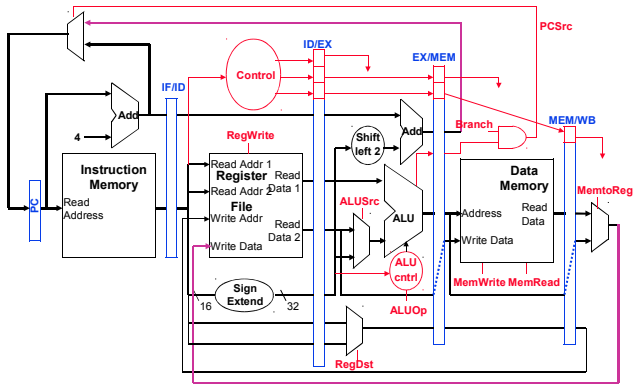 PCSrc
ID/EX
EX/MEM
IF/ID
Control
MEM/WB
Add
4
Branch
Add
RegWrite
Shift
left 2
Instruction
Memory
Read Addr 1
Register
Read Addr 2
File
Write Addr
Write Data
Read
Data 1
Read
Data 2
Data
Memory
MemtoReg
PC
Read
Address
ALUSrc
ALU
Address
Read
Data
Write Data
ALU
cntrl
MemWrite
MemRead
Sign
Extend
16
32
ALUOp
RegDst